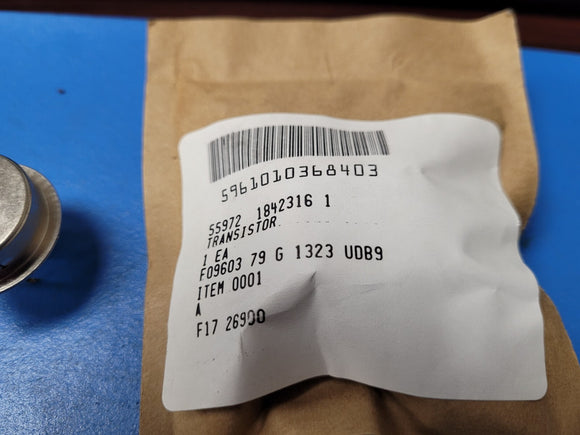 5961010368403
55972 1842316 1
TRANSISTOR
1 EA
F09603 79 G 1323 UDB9
ITEM 0001
A
F17 26900